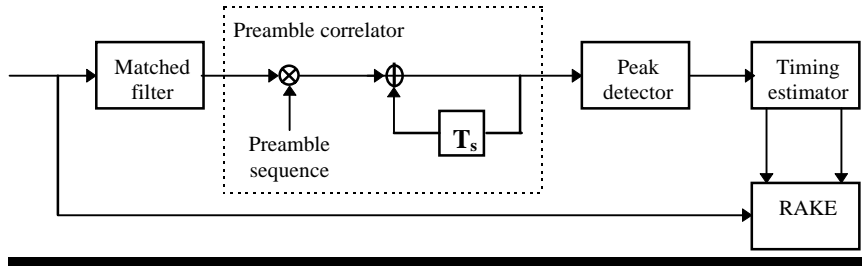 Preamble correlator
Matched
filter
Preamble
sequence
Ts
Peak
detector
Timing
estimator
RAKE